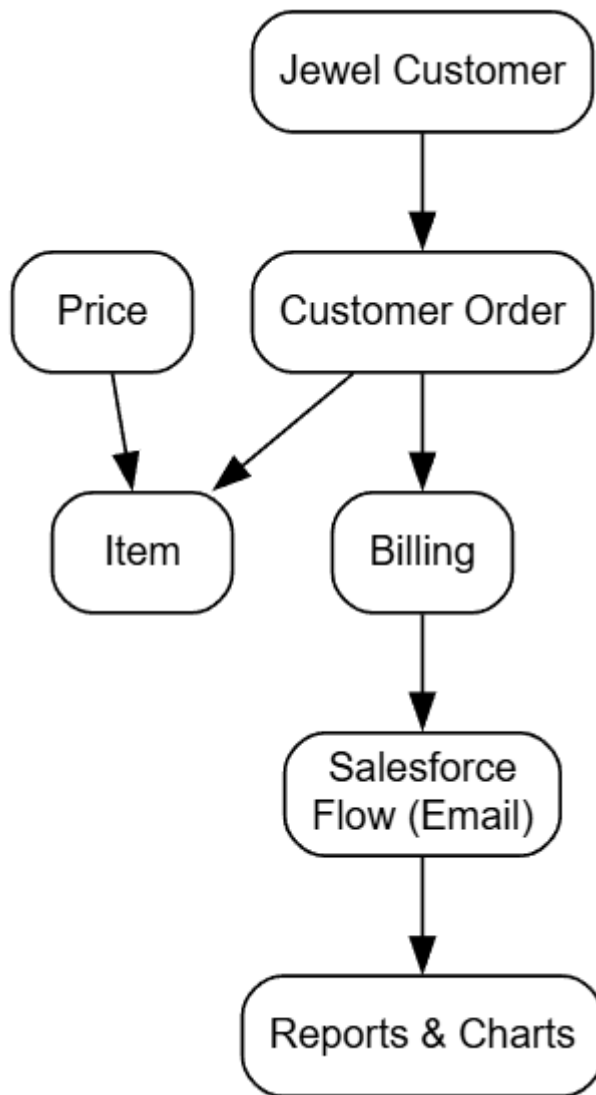 Jewel Customer
Price
Customer Order
Item
Billing
Salesforce
Flow (Email)
Reports & Charts